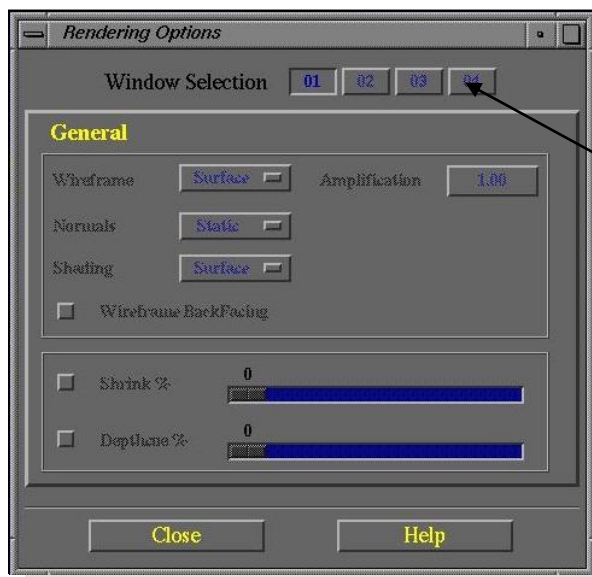 Rendering Options
Window Selection 01 02 03 04
General
Wireframe Surface Amplification 1.00
Normals Static
Shading Surface
Wireframe BackFacing
Shrink % 0
Depthcue % 0
Close Help